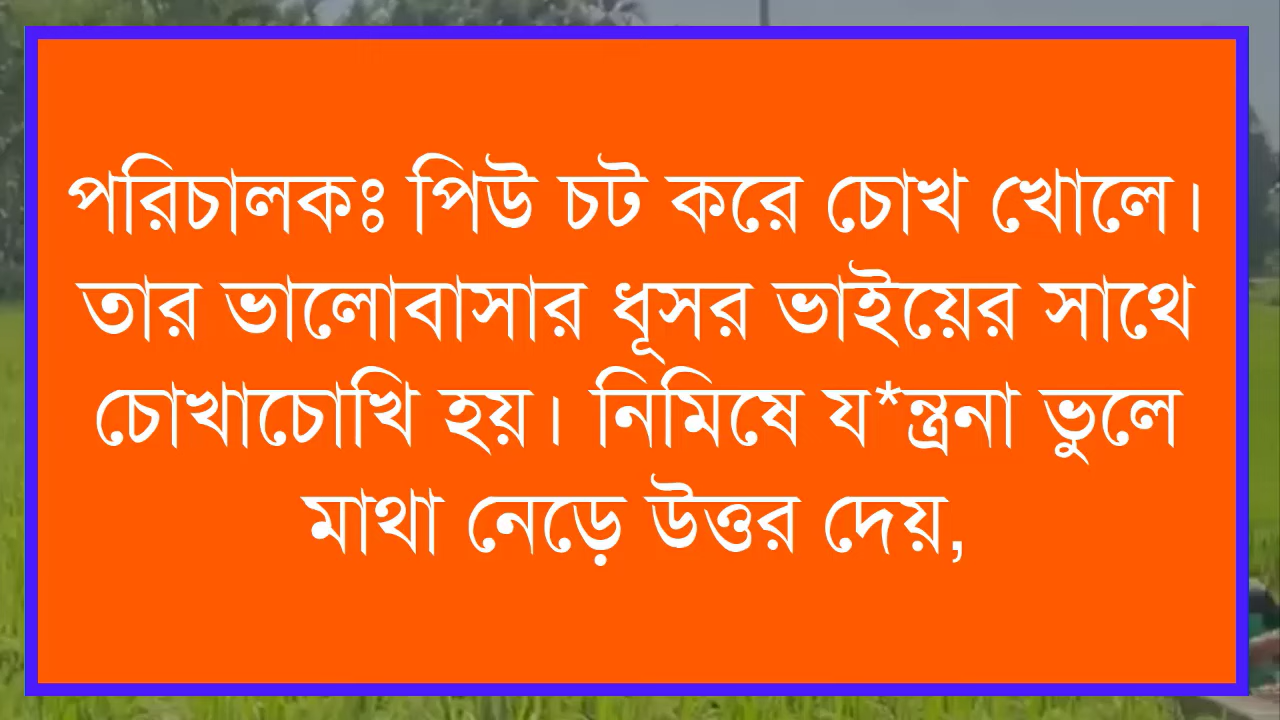 পরিচালকঃ পিউ চট করে চোখ খোলে।
তার ভালোবাসার ধূসর ভাইয়ের সাথে
চোখাচোখি হয়। নিমিষে য*ন্ত্রনা ভুলে
মাথা নেড়ে উত্তর দেয়,